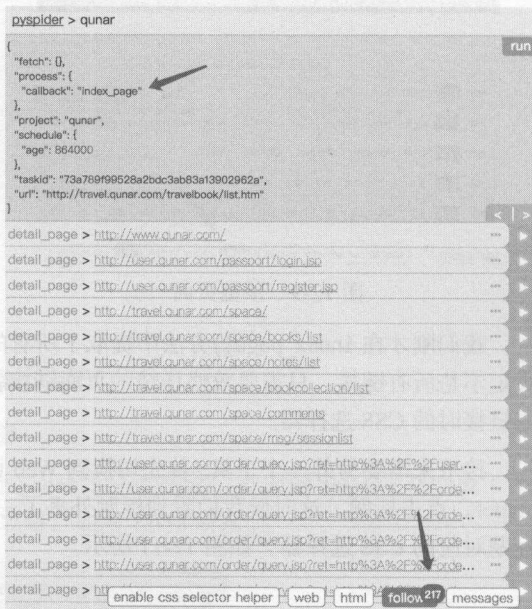 pyspider > qunar
{
run
"fetch": {},
"process": {
"callback": "index_page"
},
"project": "qunar",
"schedule": {
"age": 864000
},
"taskid": "73a789f99528a2bdc3ab83a13902962a",
"url": "http://travel.qunar.com/travelbook/list.htm"
}
< | >
detail_page > http://www.qunar.com/
detail_page > http://user.qunar.com/passport/login.jsp
detail_page > http://user.qunar.com/passport/register.jsp
detail_page > http://travel.qunar.com/space/
detail_page > http://travel.qunar.com/space/books/list
detail_page > http://travel.qunar.com/space/notes/list
detail_page > http://travel.qunar.com/space/bookcollection/list
detail_page > http://travel.qunar.com/space/comments
detail_page > http://travel.qunar.com/space/msg/sessionlist
detail_page > http://user.qunar.com/order/query.jsp?ret=http%3A%2F%2Fuser....
detail_page > http://user.qunar.com/order/query.jsp?ret=http%3A%2F%2Forde...
detail_page > http://user.qunar.com/order/query.jsp?ret=http%3A%2F%2Forde...
detail_page > http://user.qunar.com/order/query.jsp?ret=http%3A%2F%2Forde...
detail_page > http://user.qunar.com/order/query.jsp?ret=http%3A%2F%2Forde...
detail_page > htt
enable css selector helper web html follow 217 messages